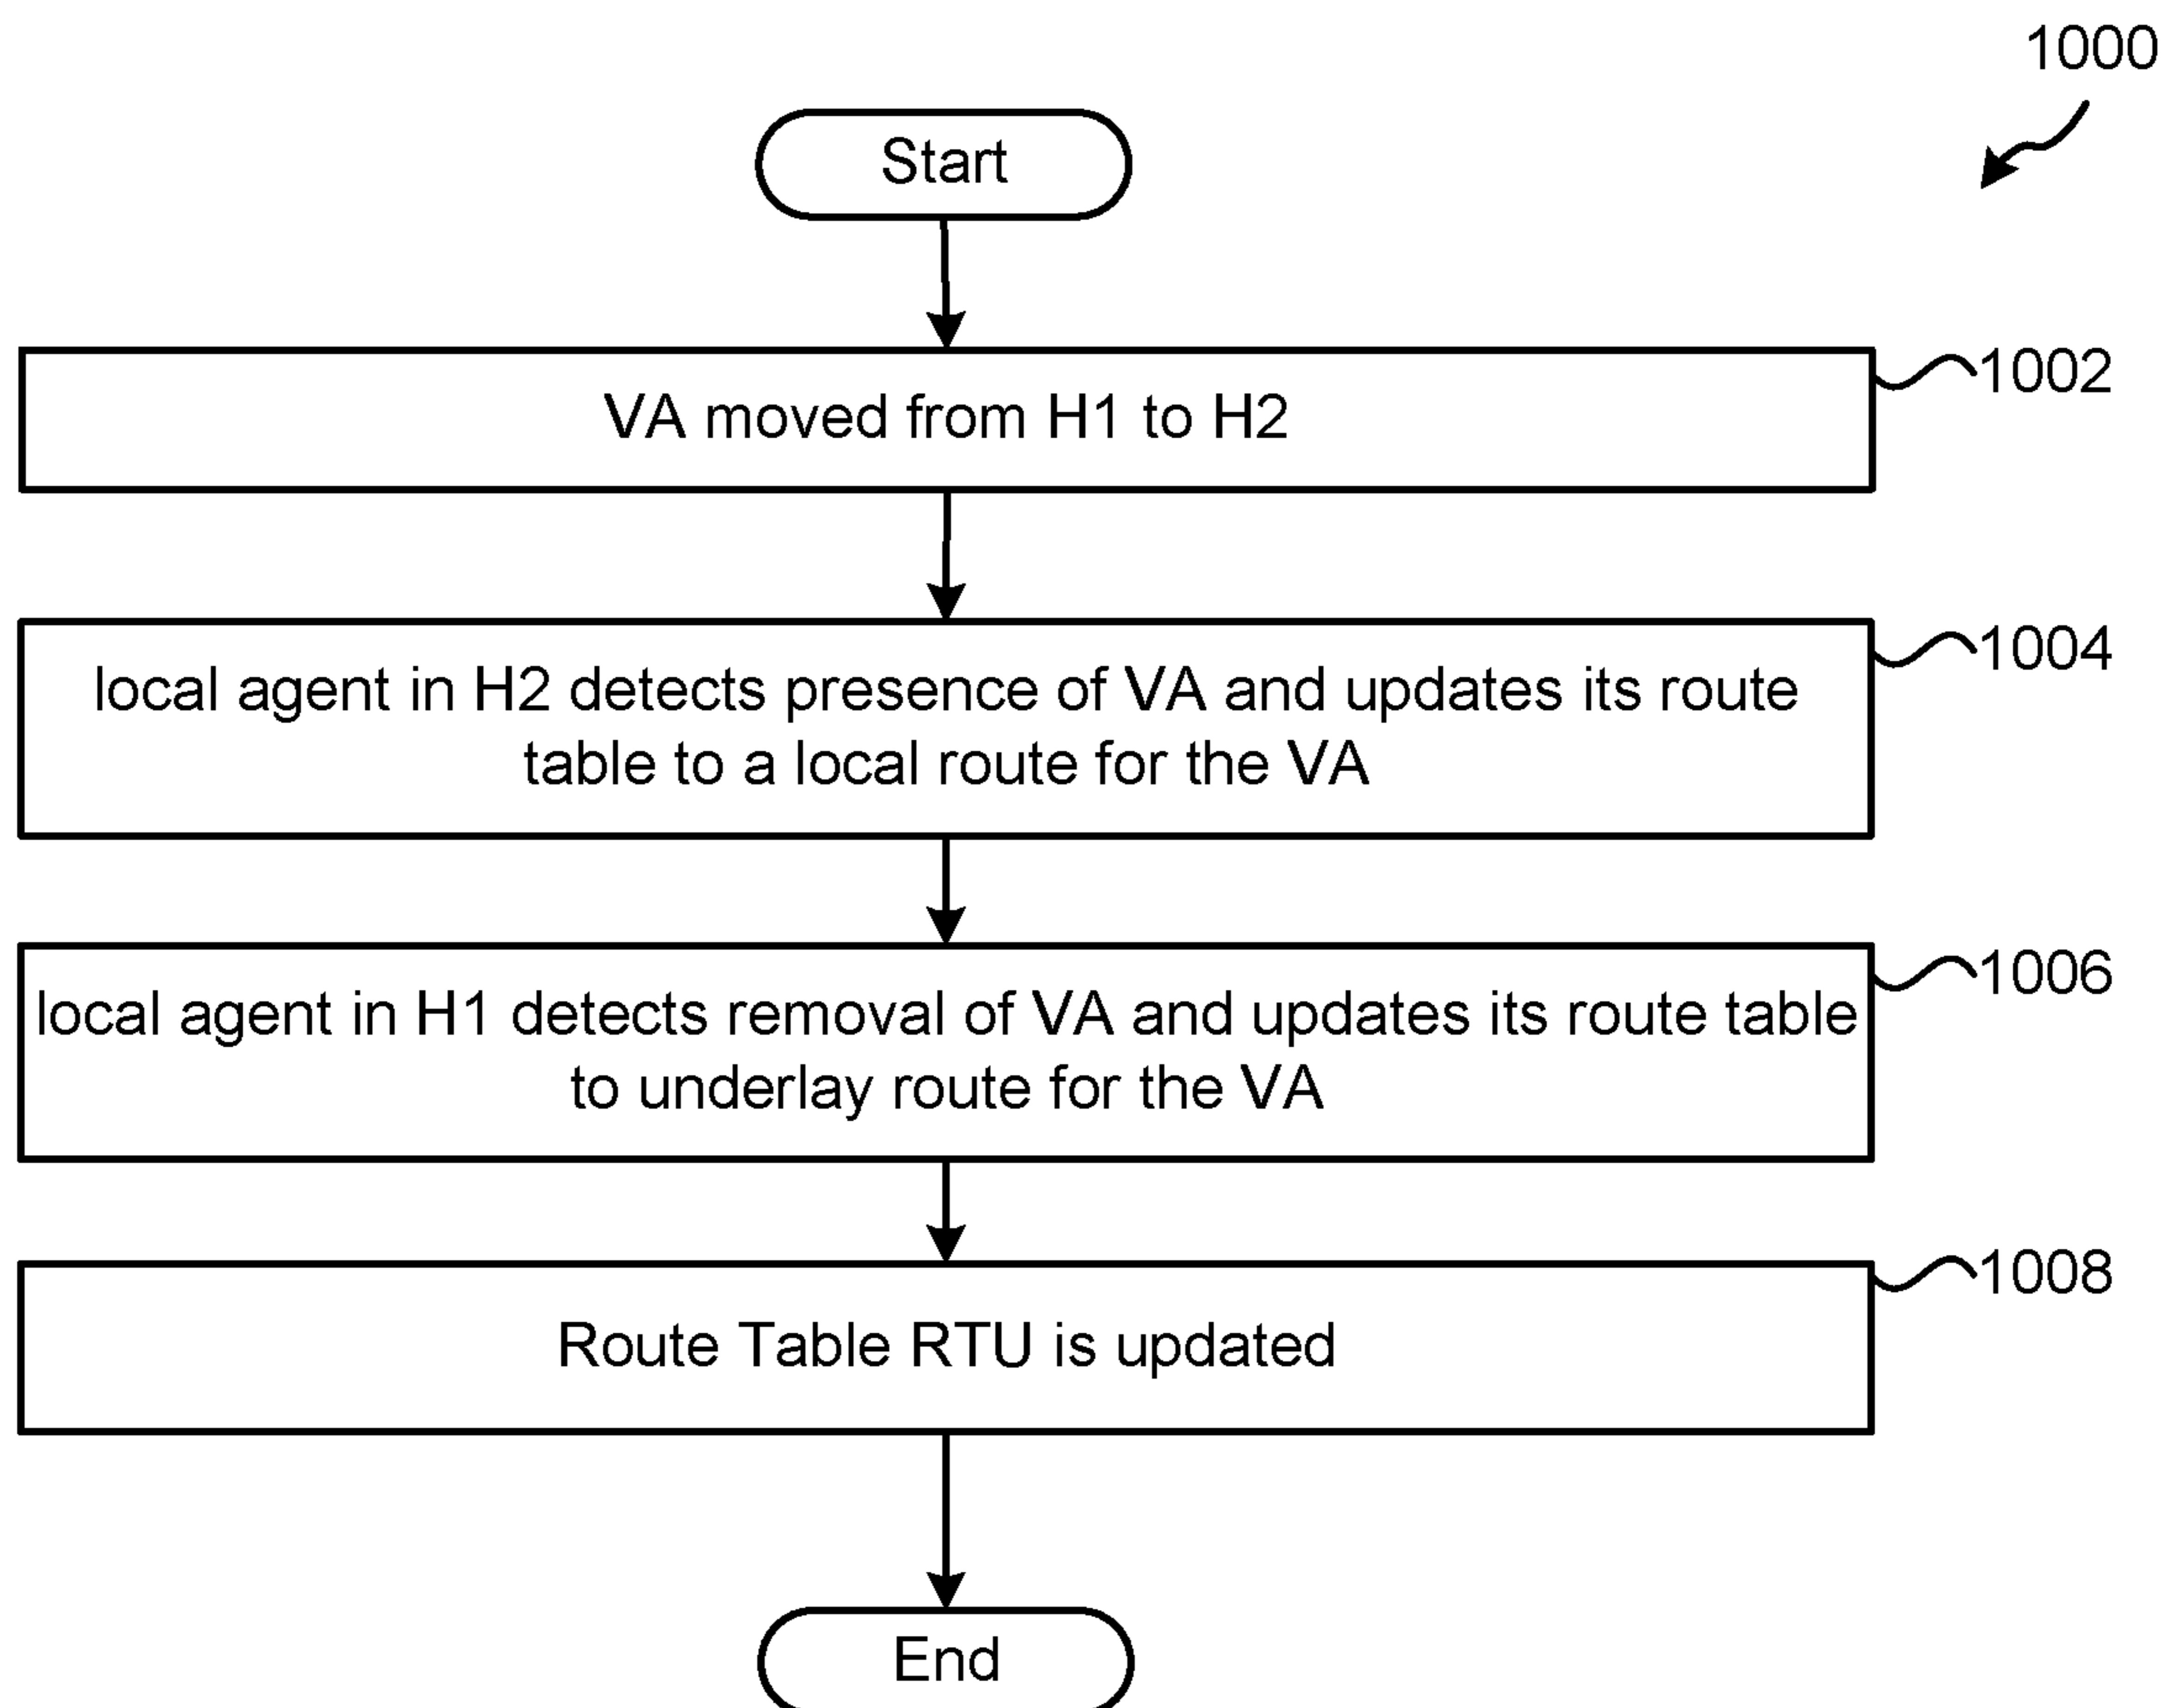 1000
Start
VA moved from H1 to H2
1002
local agent in H2 detects presence of VA and updates its route
table to a local route for the VA
1004
local agent in H1 detects removal of VA and updates its route table
to underlay route for the VA
1006
Route Table RTU is updated
1008
End